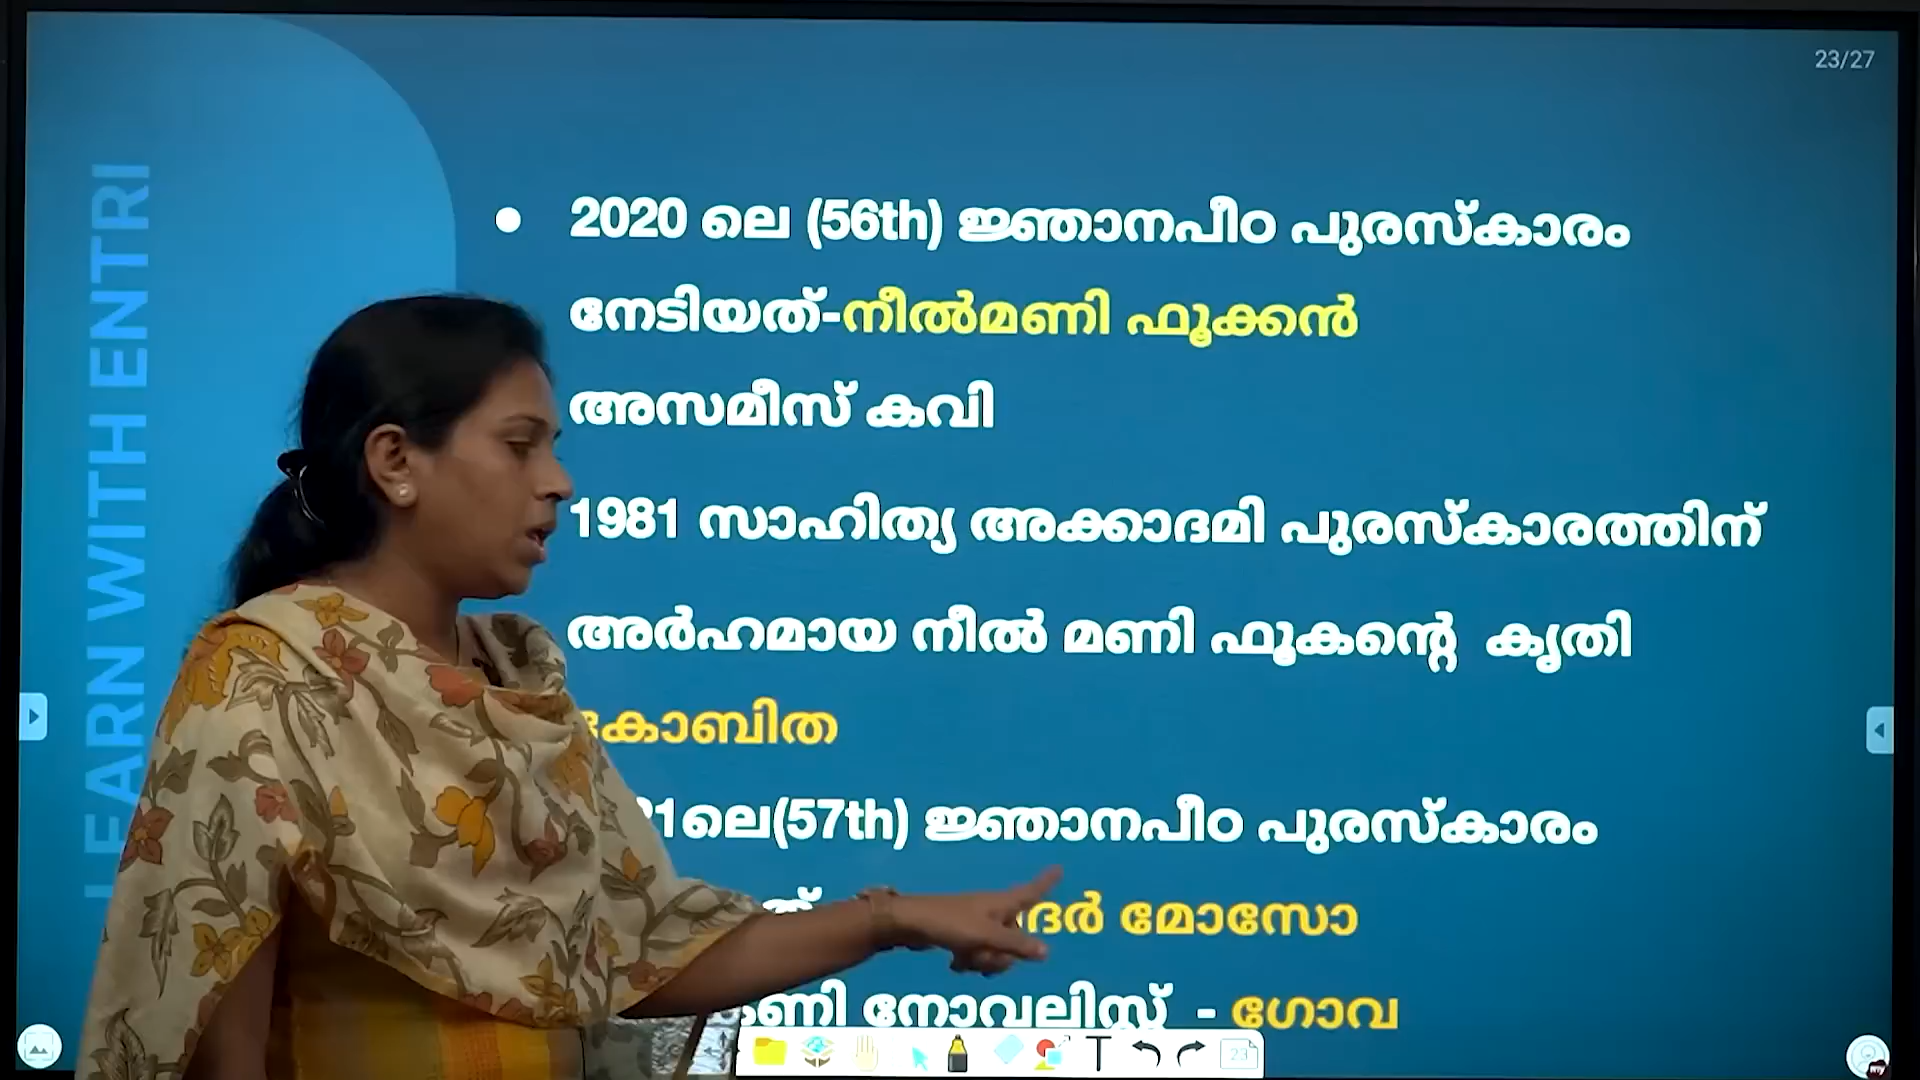 23/27
LEARN WITH ENTRI
2020 ലെ (56th) ജ്ഞാനപീഠ പുരസ്കാരം
നേടിയത്-നീൽമണി ഫൂക്കൻ
അസമീസ് കവി
1981 സാഹിത്യ അക്കാദമി പുരസ്കാരത്തിന്
അർഹമായ നീൽ മണി ഫൂകന്റെ കൃതി
കോബിത
ലെ(57th) ജ്ഞാനപീഠ പുരസ്കാരം
മോസോ
നോവലിസ്റ്റ് - ഗോവ
23